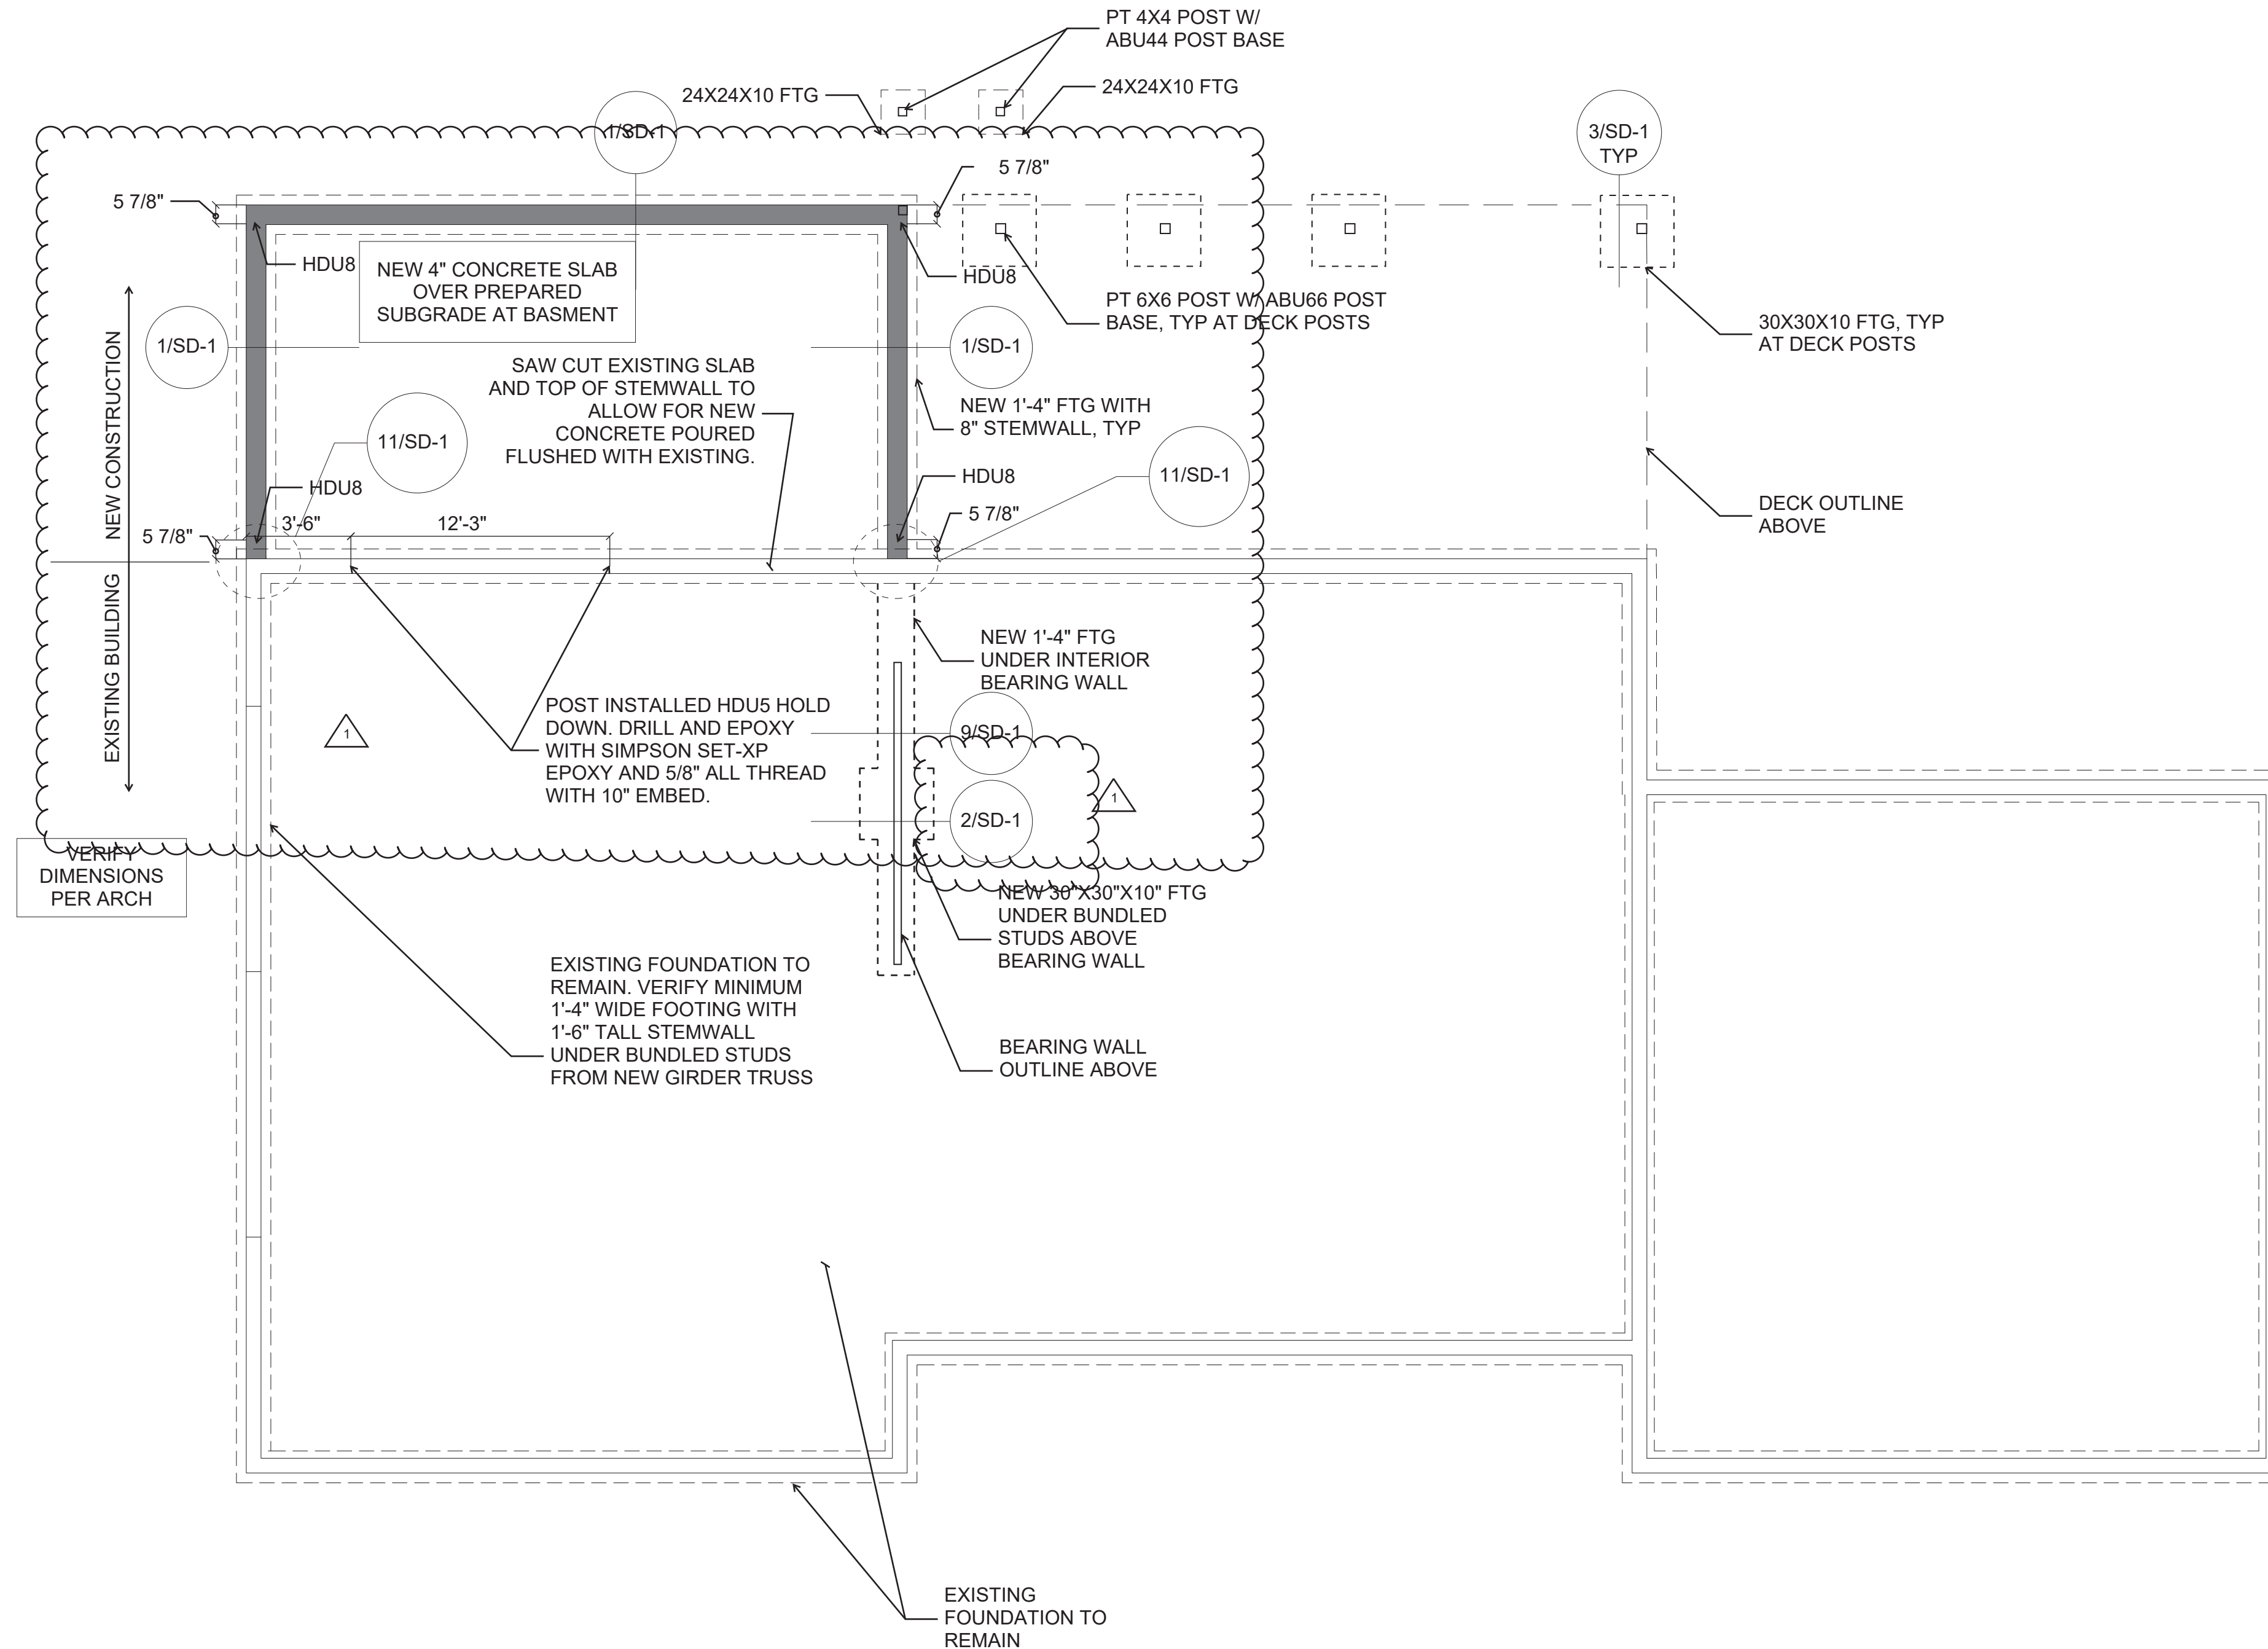 PT 4X4 POST W/
ABU44 POST BASE
24X24X10 FTG
24X24X10 FTG
1/SD-1
3/SD-1
TYP
5 7/8"
5 7/8"
HDU8
NEW 4" CONCRETE SLAB
OVER PREPARED
SUBGRADE AT BASMENT
HDU8
PT 6X6 POST W/ ABU66 POST
BASE, TYP AT DECK POSTS
30X30X10 FTG, TYP
AT DECK POSTS
1/SD-1
1/SD-1
NEW CONSTRUCTION
SAW CUT EXISTING SLAB
AND TOP OF STEMWALL TO
ALLOW FOR NEW
CONCRETE POURED
FLUSHED WITH EXISTING.
NEW 1'-4" FTG WITH
8" STEMWALL, TYP
11/SD-1
11/SD-1
HDU8
HDU8
5 7/8"
3'-6"
12'-3"
5 7/8"
DECK OUTLINE
ABOVE
EXISTING BUILDING
NEW 1'-4" FTG
UNDER INTERIOR
BEARING WALL
POST INSTALLED HDU5 HOLD
DOWN. DRILL AND EPOXY
WITH SIMPSON SET-XP
EPOXY AND 5/8" ALL THREAD
WITH 10" EMBED.
1
9/SD-1
1
2/SD-1
VERIFY
DIMENSIONS
PER ARCH
NEW 30"X30"X10" FTG
UNDER BUNDLED
STUDS ABOVE
BEARING WALL
EXISTING FOUNDATION TO
REMAIN. VERIFY MINIMUM
1'-4" WIDE FOOTING WITH
1'-6" TALL STEMWALL
UNDER BUNDLED STUDS
FROM NEW GIRDER TRUSS
BEARING WALL
OUTLINE ABOVE
EXISTING
FOUNDATION TO
REMAIN